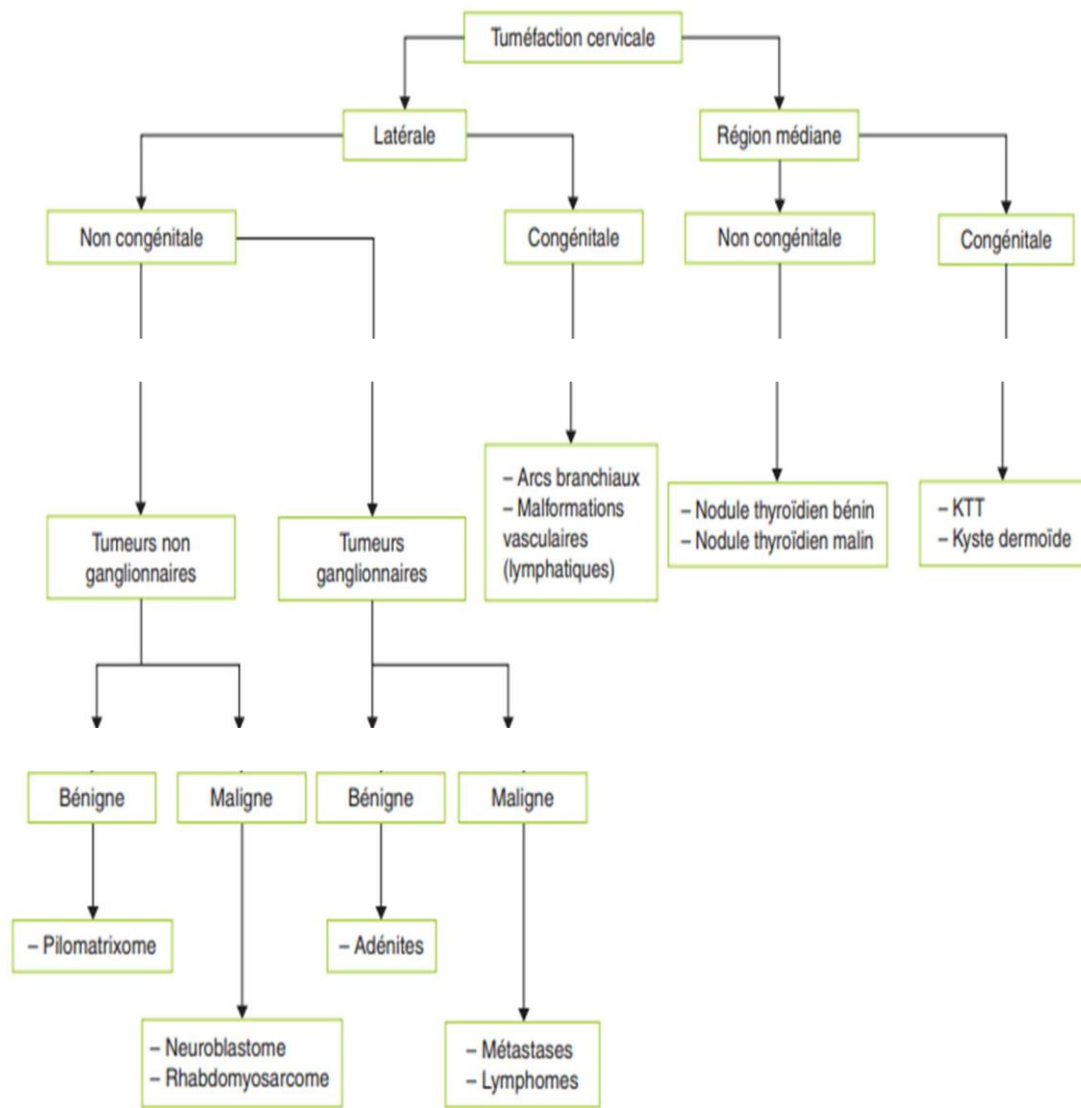 Tuméfaction cervicale
Latérale
Région médiane
Non congénitale
Congénitale
Non congénitale
Congénitale
– Arcs branchiaux
– Malformations
vasculaires
(lymphatiques)
– Nodule thyroïdien bénin
– Nodule thyroïdien malin
– KTT
– Kyste dermoïde
Tumeurs non
ganglionnaires
Tumeurs
ganglionnaires
Bénigne
Maligne
Bénigne
Maligne
– Pilomatrixome
– Adénites
– Neuroblastome
– Rhabdomyosarcome
– Métastases
– Lymphomes